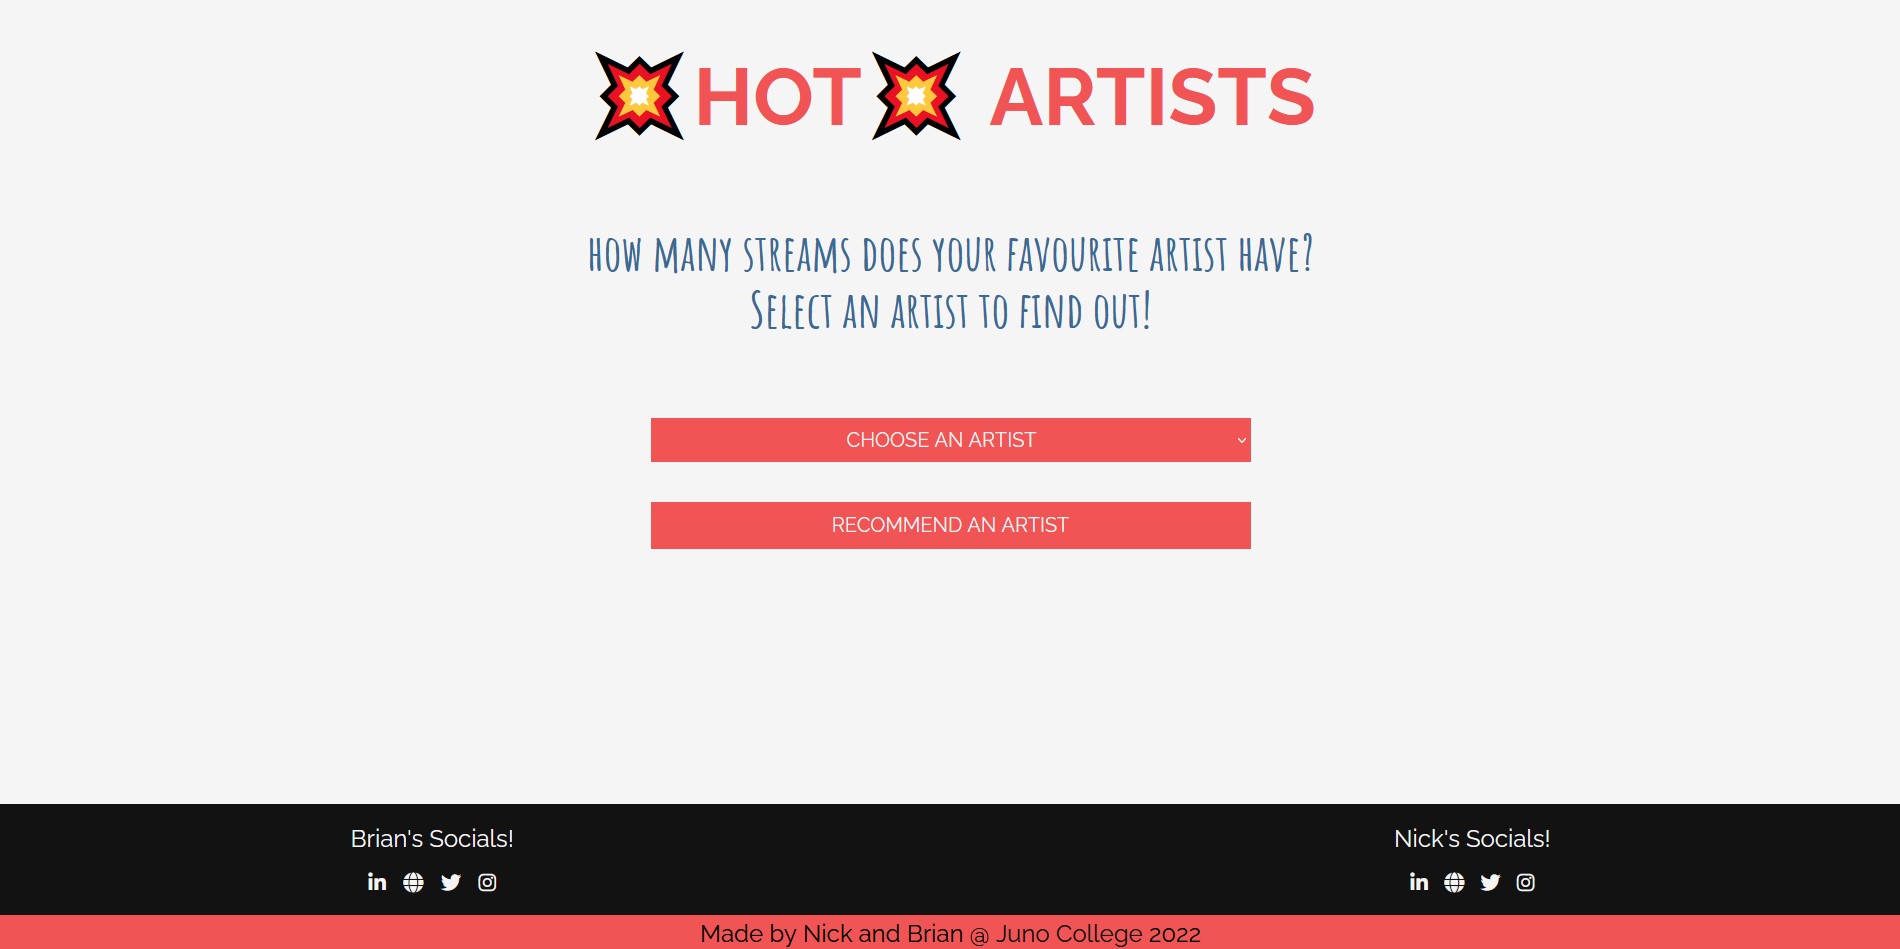 HOT ARTISTS
HOW MANY STREAMS DOES YOUR FAVOURITE ARTIST HAVE?
SELECT AN ARTIST TO FIND OUT!
CHOOSE AN ARTIST
RECOMMEND AN ARTIST
Brian's Socials!
Nick's Socials!
Made by Nick and Brian @ Juno College 2022